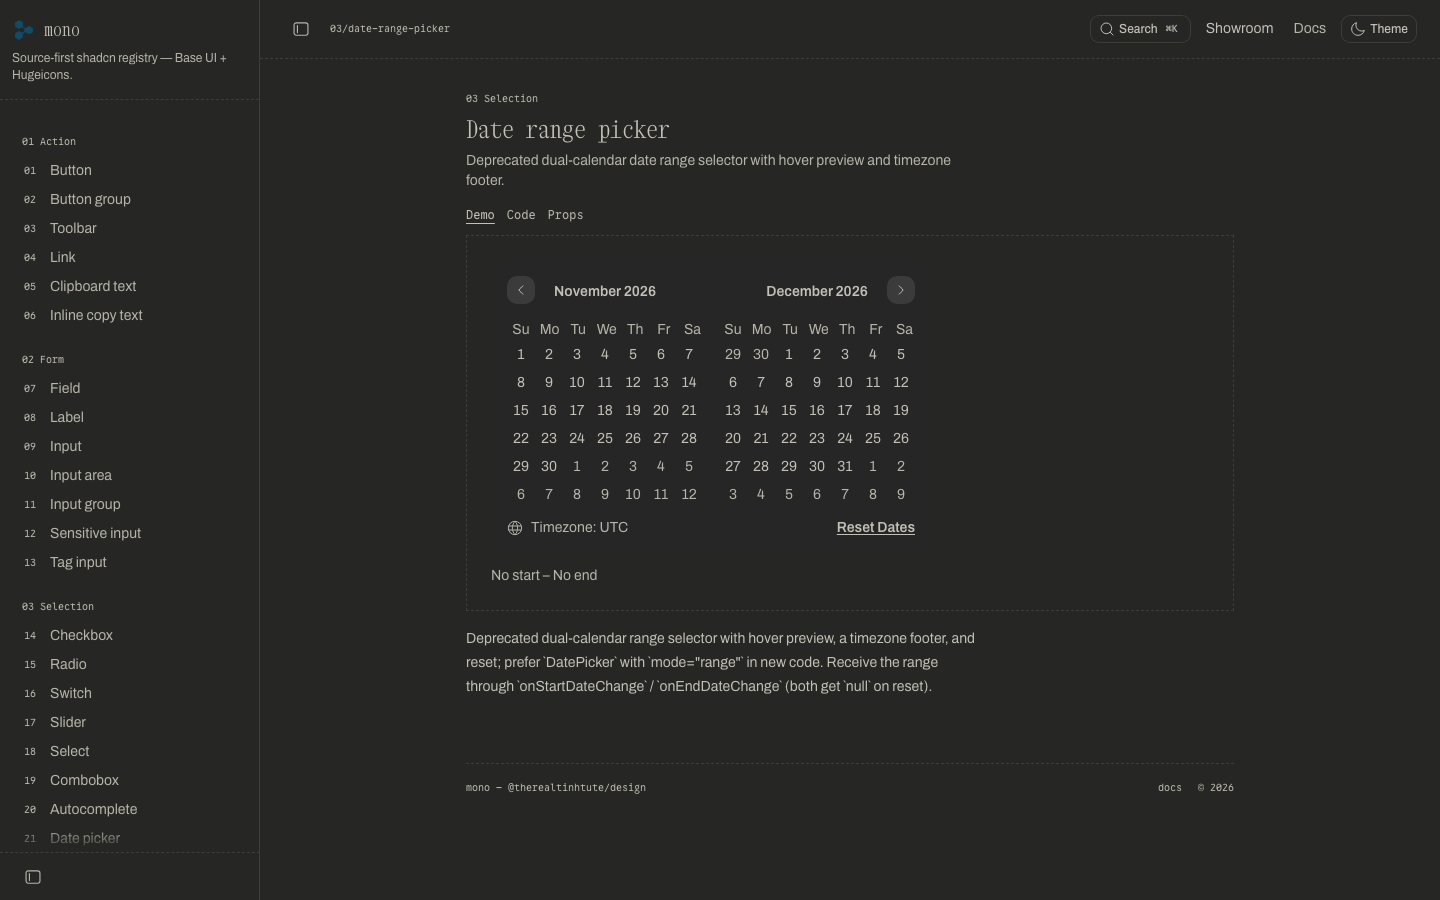 mono
Source-first shadcn registry — Base UI +
Hugeicons.
01 Action
01 Button
02 Button group
03 Toolbar
04 Link
05 Clipboard text
06 Inline copy text
02 Form
07 Field
08 Label
09 Input
10 Input area
11 Input group
12 Sensitive input
13 Tag input
03 Selection
14 Checkbox
15 Radio
16 Switch
17 Slider
18 Select
19 Combobox
20 Autocomplete
21 Date picker
03/date-range-picker
Search ⌘K Showroom Docs Theme
03 Selection
Date range picker
Deprecated dual-calendar date range selector with hover preview and timezone
footer.
Demo Code Props
November 2026 December 2026
Su Mo Tu We Th Fr Sa Su Mo Tu We Th Fr Sa
1 2 3 4 5 6 7 29 30 1 2 3 4 5
8 9 10 11 12 13 14 6 7 8 9 10 11 12
15 16 17 18 19 20 21 13 14 15 16 17 18 19
22 23 24 25 26 27 28 20 21 22 23 24 25 26
29 30 1 2 3 4 5 27 28 29 30 31 1 2
6 7 8 9 10 11 12 3 4 5 6 7 8 9
Timezone: UTC Reset Dates
No start – No end
Deprecated dual-calendar range selector with hover preview, a timezone footer, and
reset; prefer `DatePicker` with `mode="range"` in new code. Receive the range
through `onStartDateChange` / `onEndDateChange` (both get `null` on reset).
mono — @therealtinhtute/design docs © 2026